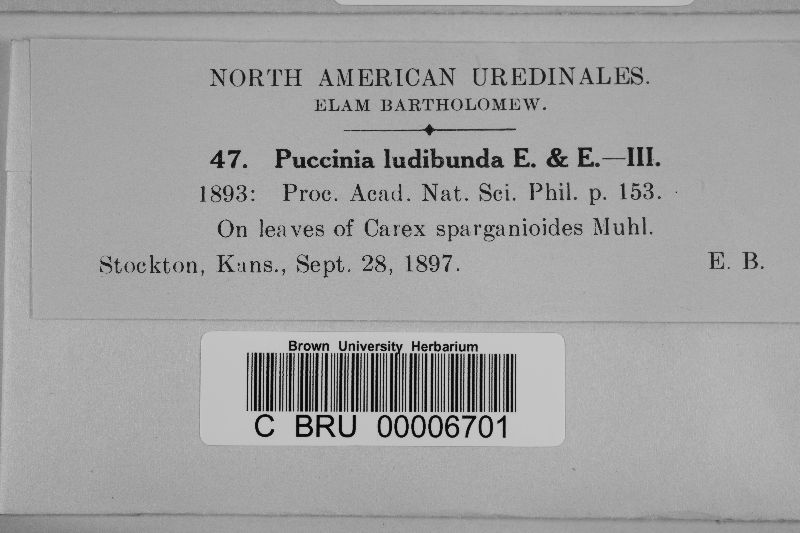 NORTH AMERICAN UREDINALES.
ELAM BARTHOLOMEW.
47. Puccinia ludibunda E. & E.—III.
1893: Proc. Acad. Nat. Sci. Phil. p. 153.
On leaves of Carex sparganioides Muhl.
Stockton, Kans., Sept. 28, 1897. E. B.
Brown University Herbarium
C BRU 00006701